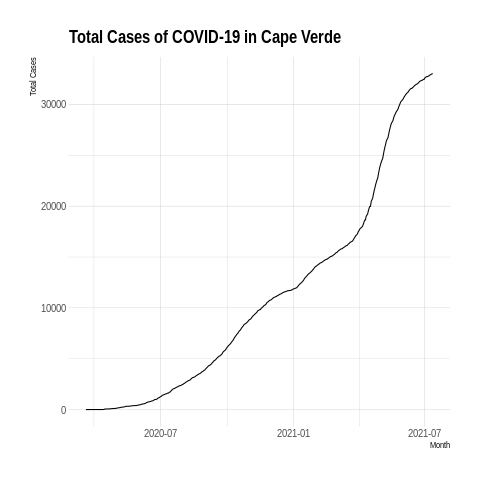 Total Cases of COVID-19 in Cape Verde
Total Cases
30000
20000
10000
0
2020-07
2021-01
2021-07
Month